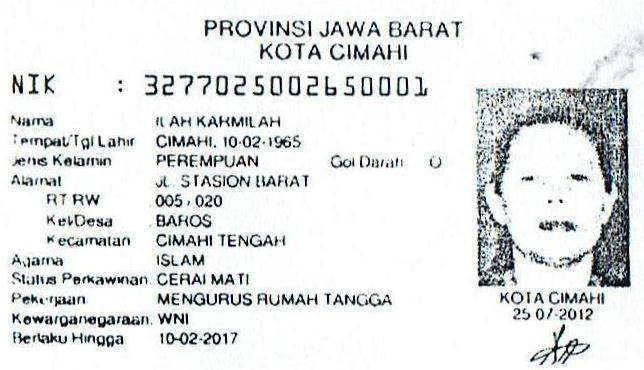 PROVINSI JAWA BARAT
KOTA CIMAHI
NIK : 3277025002650001
Nama ILAH KARMILAH
Tempat/Tgl Lahir CIMAHI, 10-02-1965
Jenis Kelamin PEREMPUAN Gol Darah O
Alamat JL. STASION BARAT
RT RW 005 / 020
Kel/Desa BAROS
Kecamatan CIMAHI TENGAH
Agama ISLAM
Status Perkawinan: CERAI MATI
Pekerjaan MENGURUS RUMAH TANGGA
Kewarganegaraan: WNI
Berlaku Hingga 10-02-2017
KOTA CIMAHI
25 07-2012